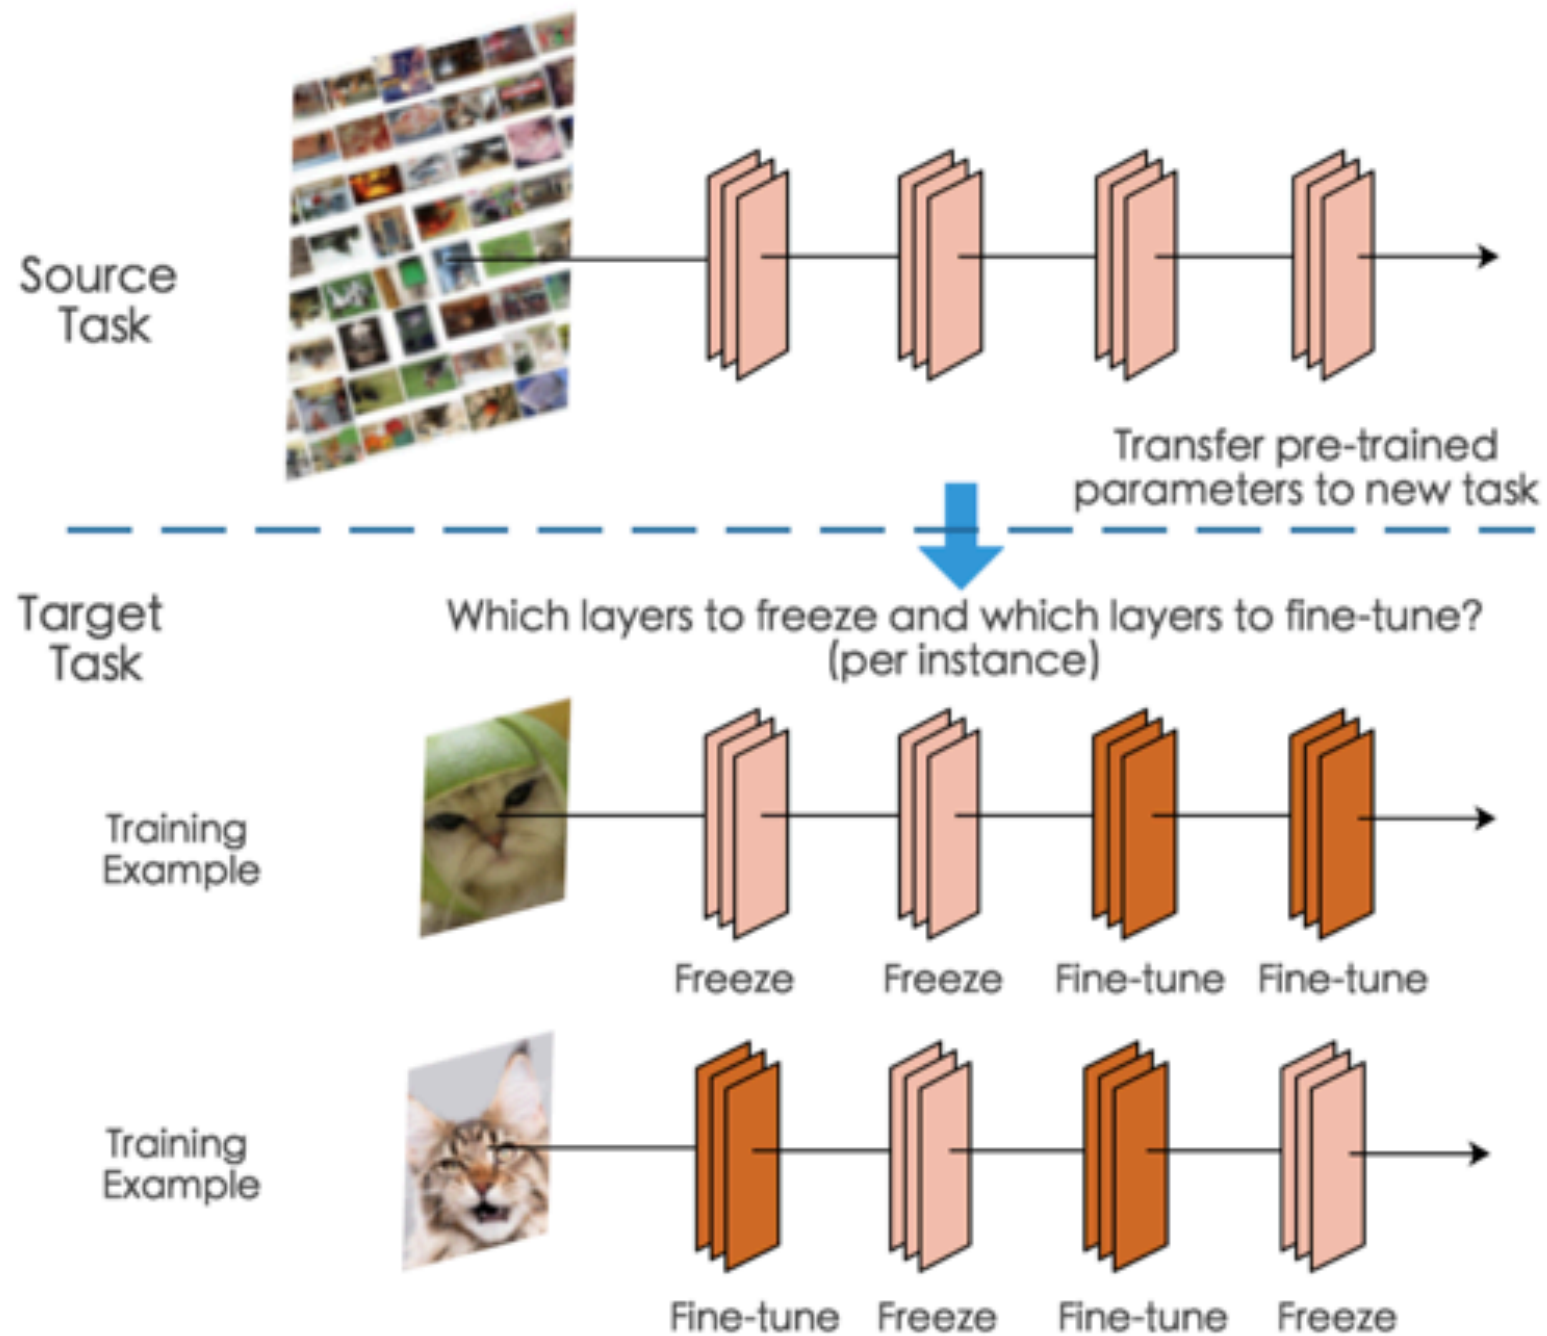 Source
Task
Transfer pre-trained
parameters to new task
Target
Task
Which layers to freeze and which layers to fine-tune?
(per instance)
Training
Example
Freeze
Freeze
Fine-tune
Fine-tune
Training
Example
Fine-tune
Freeze
Fine-tune
Freeze